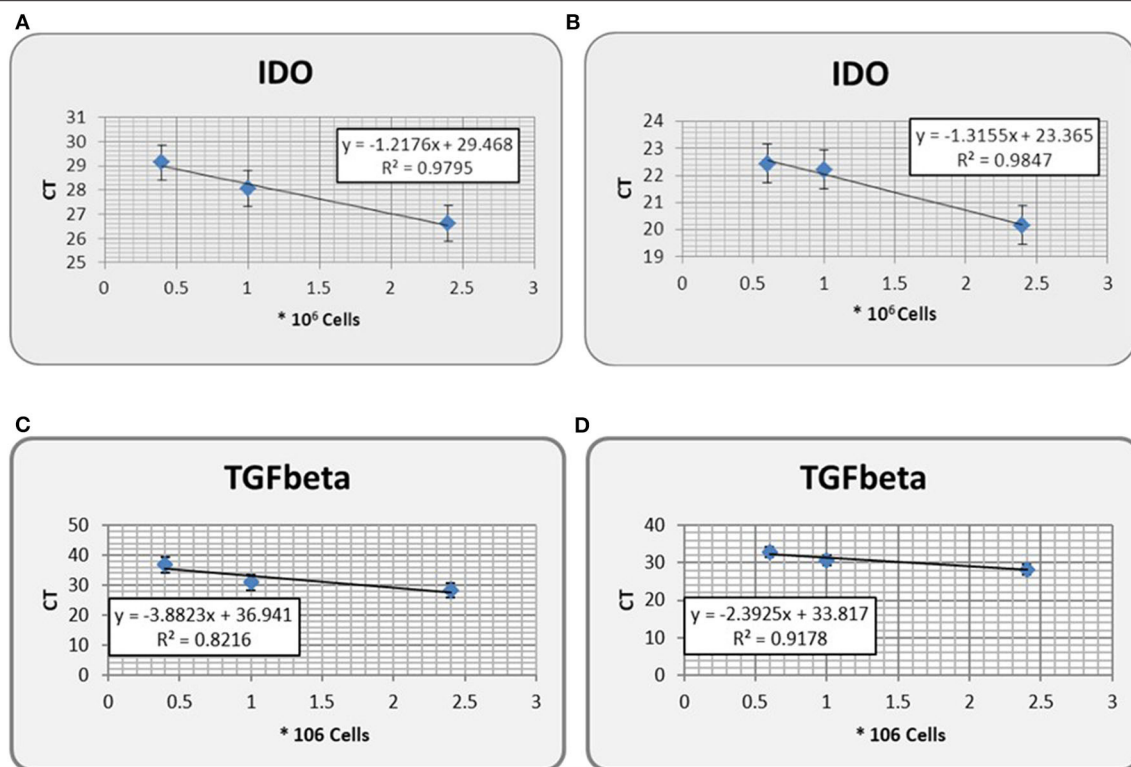 A
IDO
31
30
29
28
27
26
25
CT
y = -1.2176x + 29.468
R² = 0.9795
0 0.5 1 1.5 2 2.5 3
* 10⁶ Cells
B
IDO
24
23
22
21
20
19
CT
y = -1.3155x + 23.365
R² = 0.9847
0 0.5 1 1.5 2 2.5 3
* 10⁶ Cells
C
TGFbeta
50
40
30
20
10
0
CT
y = -3.8823x + 36.941
R² = 0.8216
0 0.5 1 1.5 2 2.5 3
* 106 Cells
D
TGFbeta
40
30
20
10
0
CT
y = -2.3925x + 33.817
R² = 0.9178
0 0.5 1 1.5 2 2.5 3
* 106 Cells